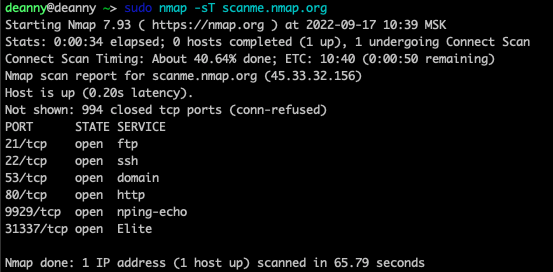 deanny@deanny ~> sudo nmap -sT scanme.nmap.org
Starting Nmap 7.93 ( https://nmap.org ) at 2022-09-17 10:39 MSK
Stats: 0:00:34 elapsed; 0 hosts completed (1 up), 1 undergoing Connect Scan
Connect Scan Timing: About 40.64% done; ETC: 10:40 (0:00:50 remaining)
Nmap scan report for scanme.nmap.org (45.33.32.156)
Host is up (0.20s latency).
Not shown: 994 closed tcp ports (conn-refused)
PORT      STATE SERVICE
21/tcp    open  ftp
22/tcp    open  ssh
53/tcp    open  domain
80/tcp    open  http
9929/tcp  open  nping-echo
31337/tcp open  Elite
Nmap done: 1 IP address (1 host up) scanned in 65.79 seconds